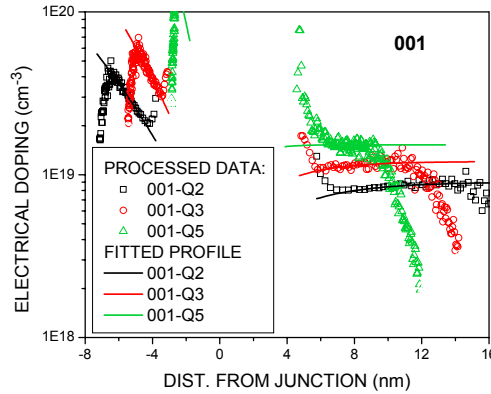 1E20
001
ELECTRICAL DOPING (cm-3)
1E19
PROCESSED DATA:
001-Q2
001-Q3
001-Q5
FITTED PROFILE
001-Q2
001-Q3
001-Q5
1E18
-8 -4 0 4 8 12 16
DIST. FROM JUNCTION (nm)